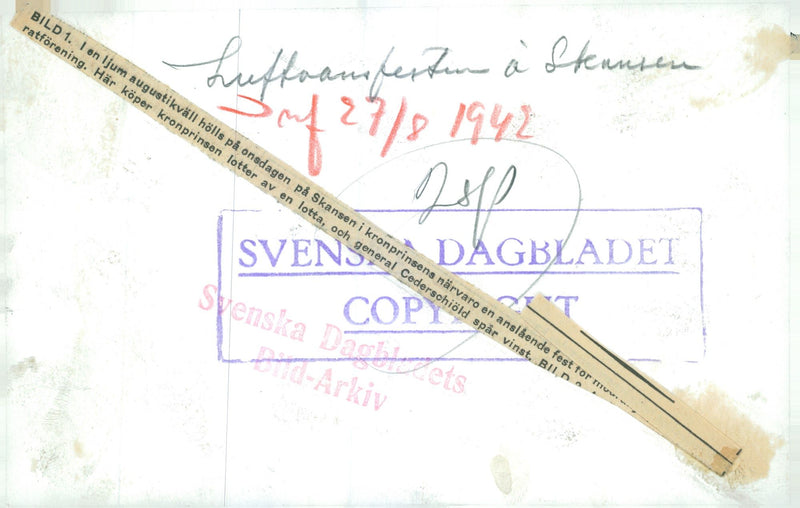 Luftvärnsfesten å Skansen
Inf 27/8 1942
BILD 1. I en ljum augustikväll hölls på onsdagen på Skansen i kronprinsens närvaro en anslående fest för
ratförening. Här köper kronprinsen lotter av en lotta, och general Cederschiöld spår vinst. BILD 2.
SVENSKA DAGBLADET
COPYRIGHT
Svenska Dagbladets
Bild-Arkiv